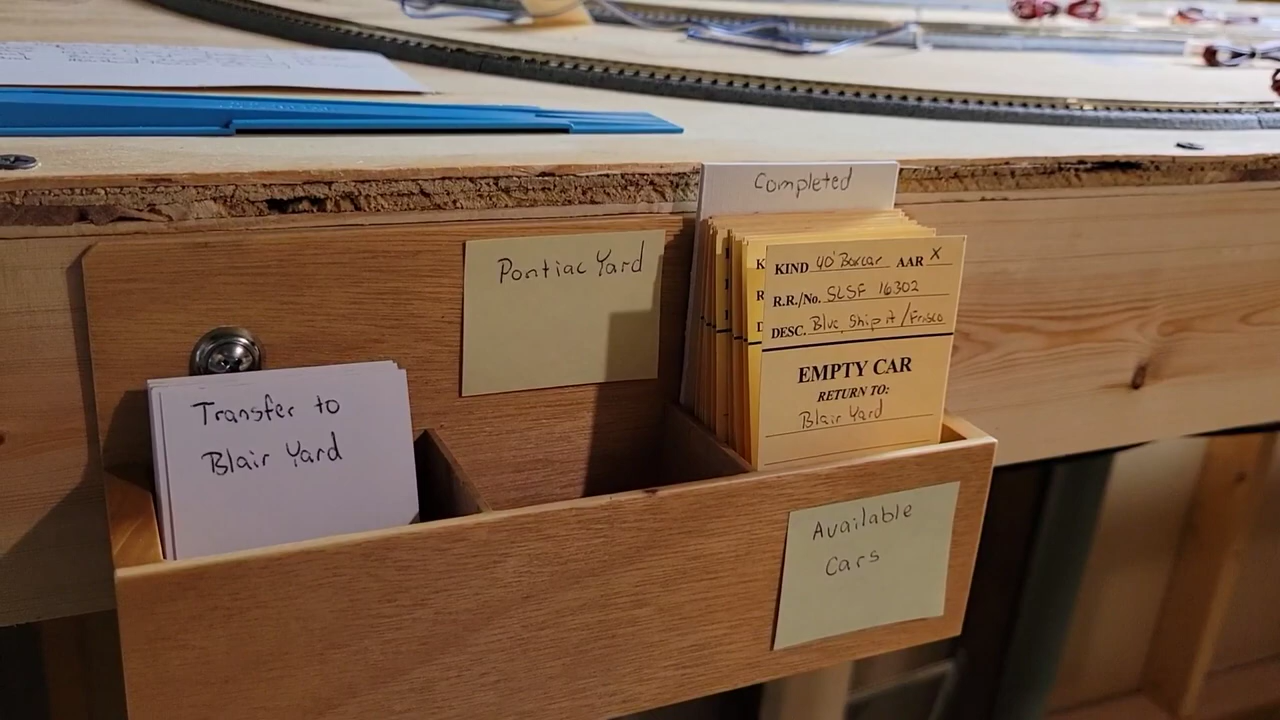 Completed
Pontiac Yard
KIND 40' Boxcar AAR X
R.R./No. SLSF 16302
DESC. Blue, Ship it / Frisco
EMPTY CAR
RETURN TO:
Blair Yard
K
R
D
Transfer to
Blair Yard
Available
Cars